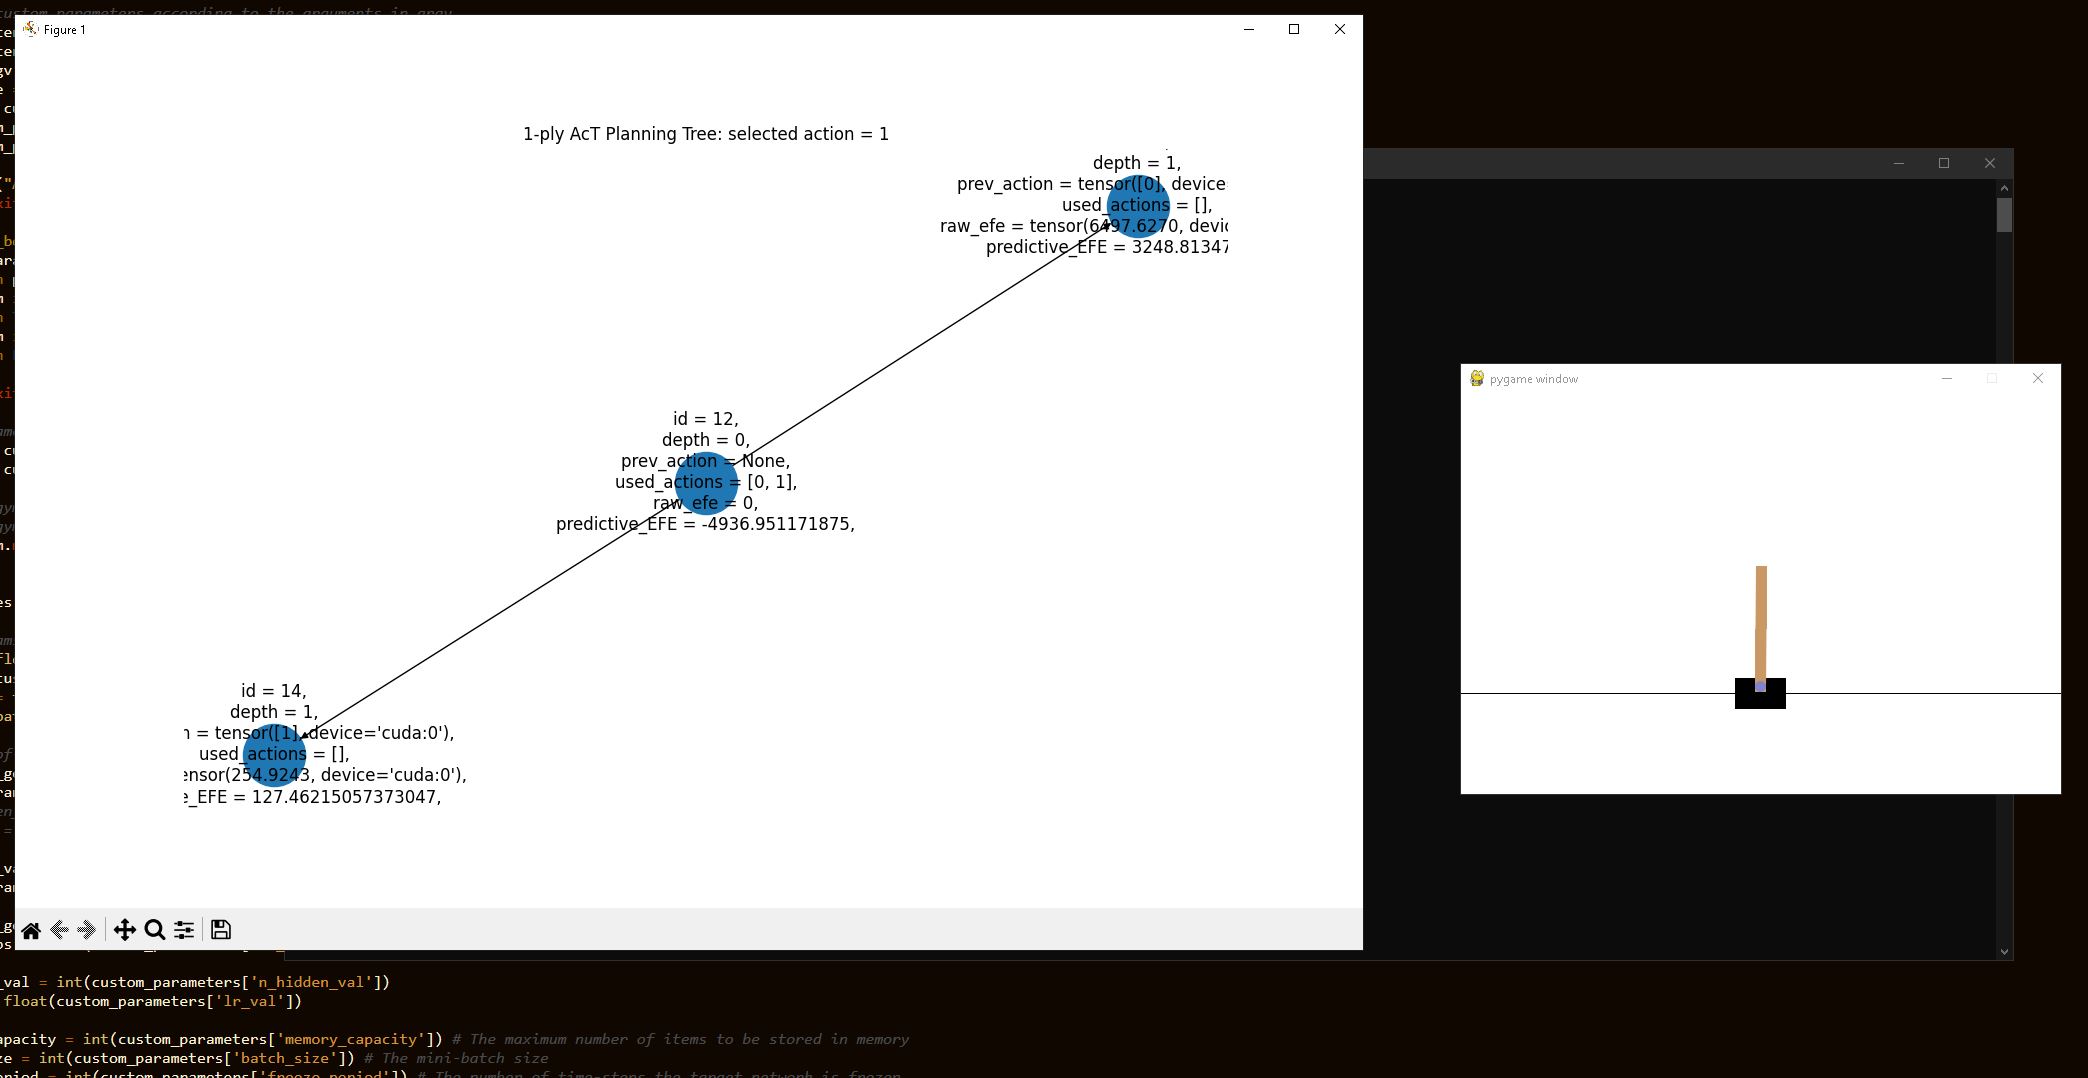 custom parameters according to the arguments in argv
Figure 1
1-ply AcT Planning Tree: selected action = 1
depth = 1,
prev_action = tensor([0], device
used_actions = [],
raw_efe = tensor(6497.6270, devic
predictive_EFE = 3248.81347
id = 12,
depth = 0,
prev_action = None,
used_actions = [0, 1],
raw_efe = 0,
predictive_EFE = -4936.951171875,
id = 14,
depth = 1,
n = tensor([1], device='cuda:0'),
used_actions = [],
ensor(254.9243, device='cuda:0'),
e_EFE = 127.46215057373047,
pygame window
_val = int(custom_parameters['n_hidden_val'])
float(custom_parameters['lr_val'])
apacity = int(custom_parameters['memory_capacity']) # The maximum number of items to be stored in memory
ze = int(custom_parameters['batch_size']) # The mini-batch size
eriod = int(custom_parameters['freeze_period']) # The number of time-steps the target network is frozen